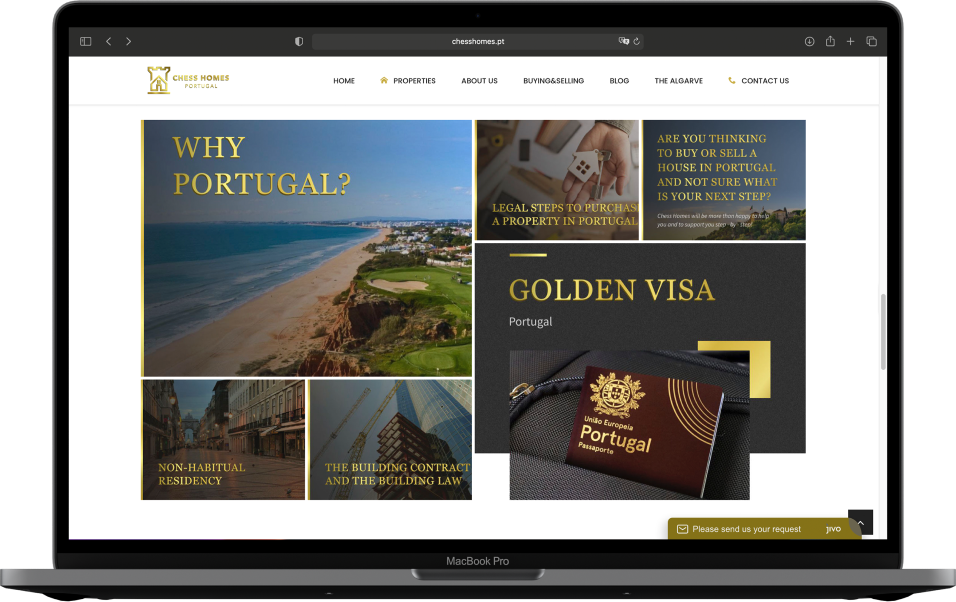 chesshomes.pt
CHESS HOMES
PORTUGAL
HOME
PROPERTIES
ABOUT US
BUYING&SELLING
BLOG
THE ALGARVE
CONTACT US
WHY
PORTUGAL?
LEGAL STEPS TO PURCHAS
A PROPERTY IN PORTUGAL
ARE YOU THINKING
TO BUY OR SELL A
HOUSE IN PORTUGAL
AND NOT SURE WHAT
IS YOUR NEXT STEP?
Chess Homes will be more than happy to help
you and to support you step - by - step!
GOLDEN VISA
Portugal
União Europeia
Portugal
Passaporte
NON-HABITUAL
RESIDENCY
THE BUILDING CONTRACT
AND THE BUILDING LAW
Please send us your request
jivo
MacBook Pro